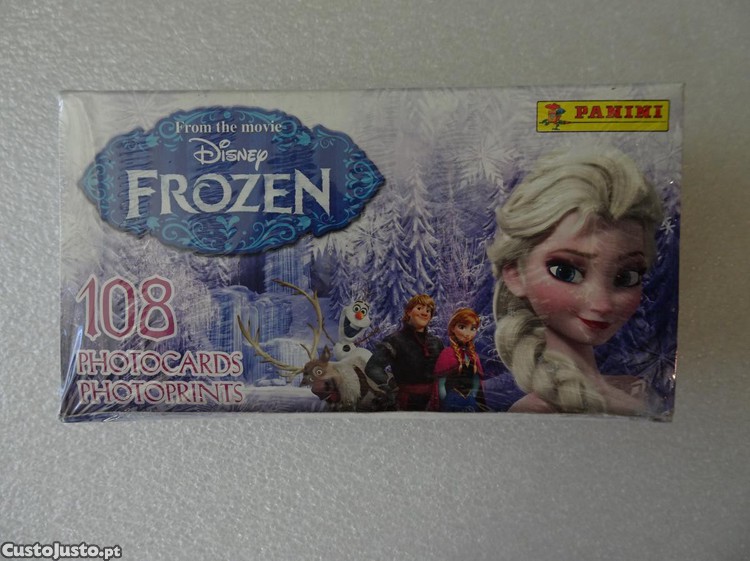 From the movie
Disney
FROZEN
PANINI
108
PHOTOCARDS
PHOTOPRINTS
CustoJusto.pt